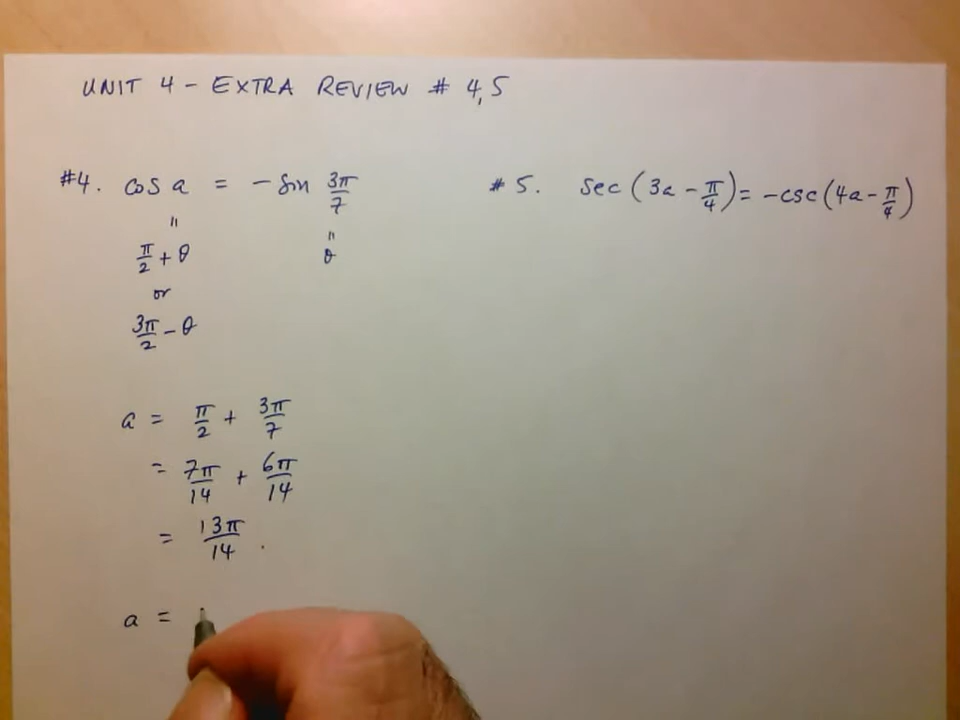 UNIT 4 - EXTRA REVIEW # 4,5
#4. cos a = - sin 3π/7
"
"
π/2 + θ
θ
or
3π/2 - θ
a = π/2 + 3π/7
= 7π/14 + 6π/14
= 13π/14 .
a =
# 5. sec (3a - π/4) = -csc (4a - π/4)